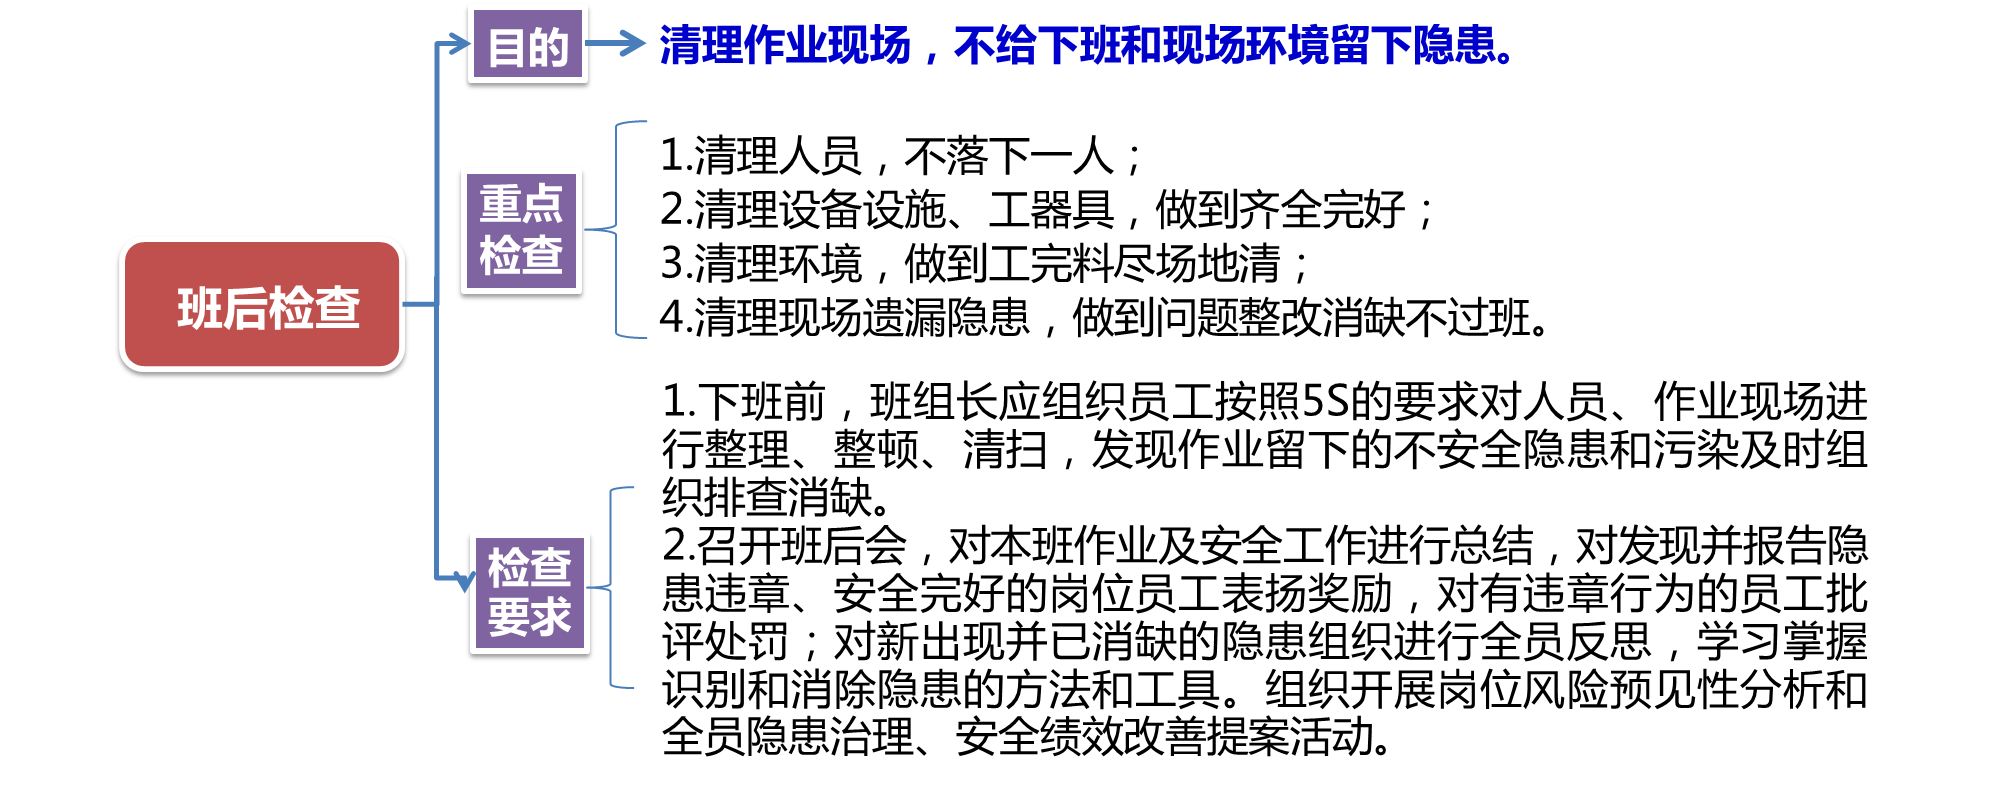 目的
清理作业现场，不给下班和现场环境留下隐患。
重点
检查
1.清理人员，不落下一人；
2.清理设备设施、工器具，做到齐全完好；
3.清理环境，做到工完料尽场地清；
4.清理现场遗漏隐患，做到问题整改消缺不过班。
班后检查
检查
要求
1.下班前，班组长应组织员工按照5S的要求对人员、作业现场进
行整理、整顿、清扫，发现作业留下的不安全隐患和污染及时组
织排查消缺。
2.召开班后会，对本班作业及安全工作进行总结，对发现并报告隐
患违章、安全完好的岗位员工表扬奖励，对有违章行为的员工批
评处罚；对新出现并已消缺的隐患组织进行全员反思，学习掌握
识别和消除隐患的方法和工具。组织开展岗位风险预见性分析和
全员隐患治理、安全绩效改善提案活动。